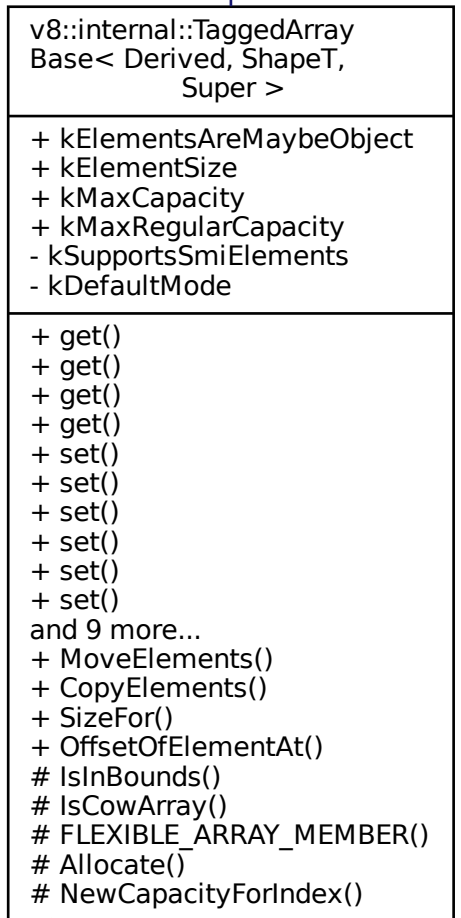 v8::internal::TaggedArray
Base< Derived, ShapeT,
Super >
+ kElementsAreMaybeObject
+ kElementSize
+ kMaxCapacity
+ kMaxRegularCapacity
- kSupportsSmiElements
- kDefaultMode
+ get()
+ get()
+ get()
+ get()
+ set()
+ set()
+ set()
+ set()
+ set()
+ set()
and 9 more...
+ MoveElements()
+ CopyElements()
+ SizeFor()
+ OffsetOfElementAt()
# IsInBounds()
# IsCowArray()
# FLEXIBLE_ARRAY_MEMBER()
# Allocate()
# NewCapacityForIndex()